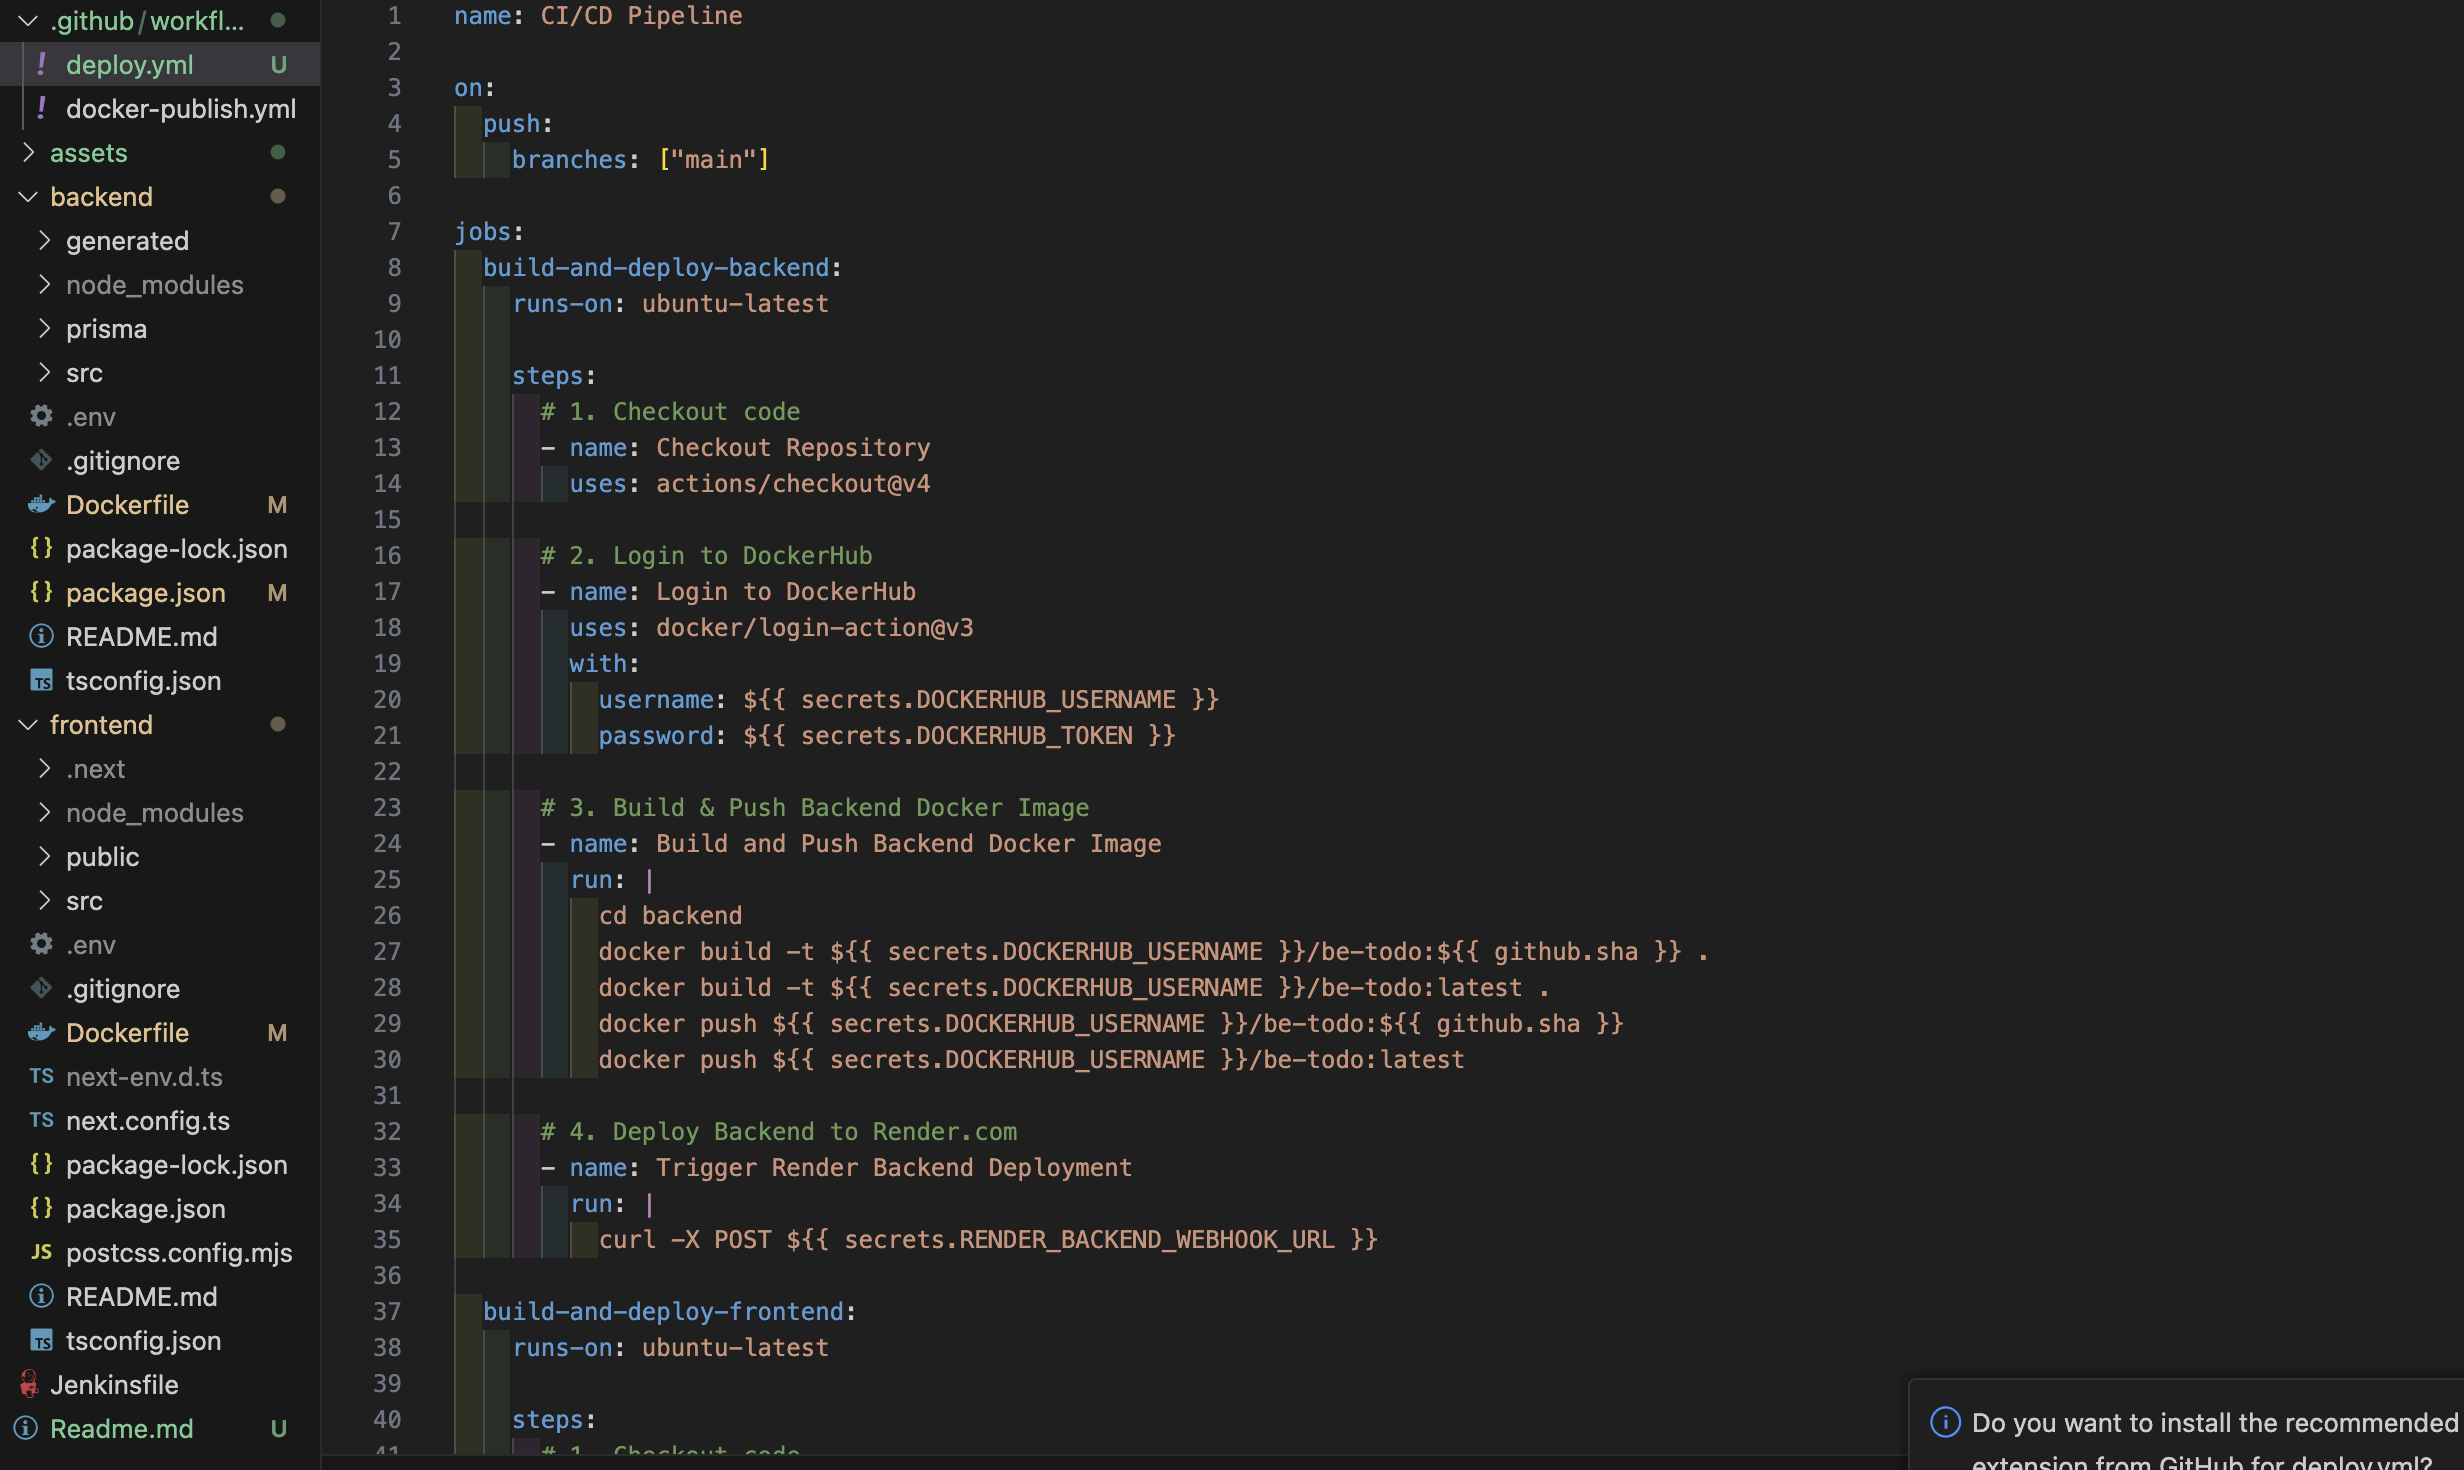 .github/workfl...
deploy.yml U
docker-publish.yml
assets
backend
generated
node_modules
prisma
src
.env
.gitignore
Dockerfile M
package-lock.json
package.json M
README.md
tsconfig.json
frontend
.next
node_modules
public
src
.env
.gitignore
Dockerfile M
next-env.d.ts
next.config.ts
package-lock.json
package.json
postcss.config.mjs
README.md
tsconfig.json
Jenkinsfile
Readme.md U
1 name: CI/CD Pipeline
2
3 on:
4 push:
5 branches: ["main"]
6
7 jobs:
8 build-and-deploy-backend:
9 runs-on: ubuntu-latest
10
11 steps:
12 # 1. Checkout code
13 - name: Checkout Repository
14 uses: actions/checkout@v4
15
16 # 2. Login to DockerHub
17 - name: Login to DockerHub
18 uses: docker/login-action@v3
19 with:
20 username: ${{ secrets.DOCKERHUB_USERNAME }}
21 password: ${{ secrets.DOCKERHUB_TOKEN }}
22
23 # 3. Build & Push Backend Docker Image
24 - name: Build and Push Backend Docker Image
25 run: |
26 cd backend
27 docker build -t ${{ secrets.DOCKERHUB_USERNAME }}/be-todo:${{ github.sha }} .
28 docker build -t ${{ secrets.DOCKERHUB_USERNAME }}/be-todo:latest .
29 docker push ${{ secrets.DOCKERHUB_USERNAME }}/be-todo:${{ github.sha }}
30 docker push ${{ secrets.DOCKERHUB_USERNAME }}/be-todo:latest
31
32 # 4. Deploy Backend to Render.com
33 - name: Trigger Render Backend Deployment
34 run: |
35 curl -X POST ${{ secrets.RENDER_BACKEND_WEBHOOK_URL }}
36
37 build-and-deploy-frontend:
38 runs-on: ubuntu-latest
39
40 steps:
41 # 1. Checkout code
Do you want to install the recommended
extension from GitHub for deploy.yml?